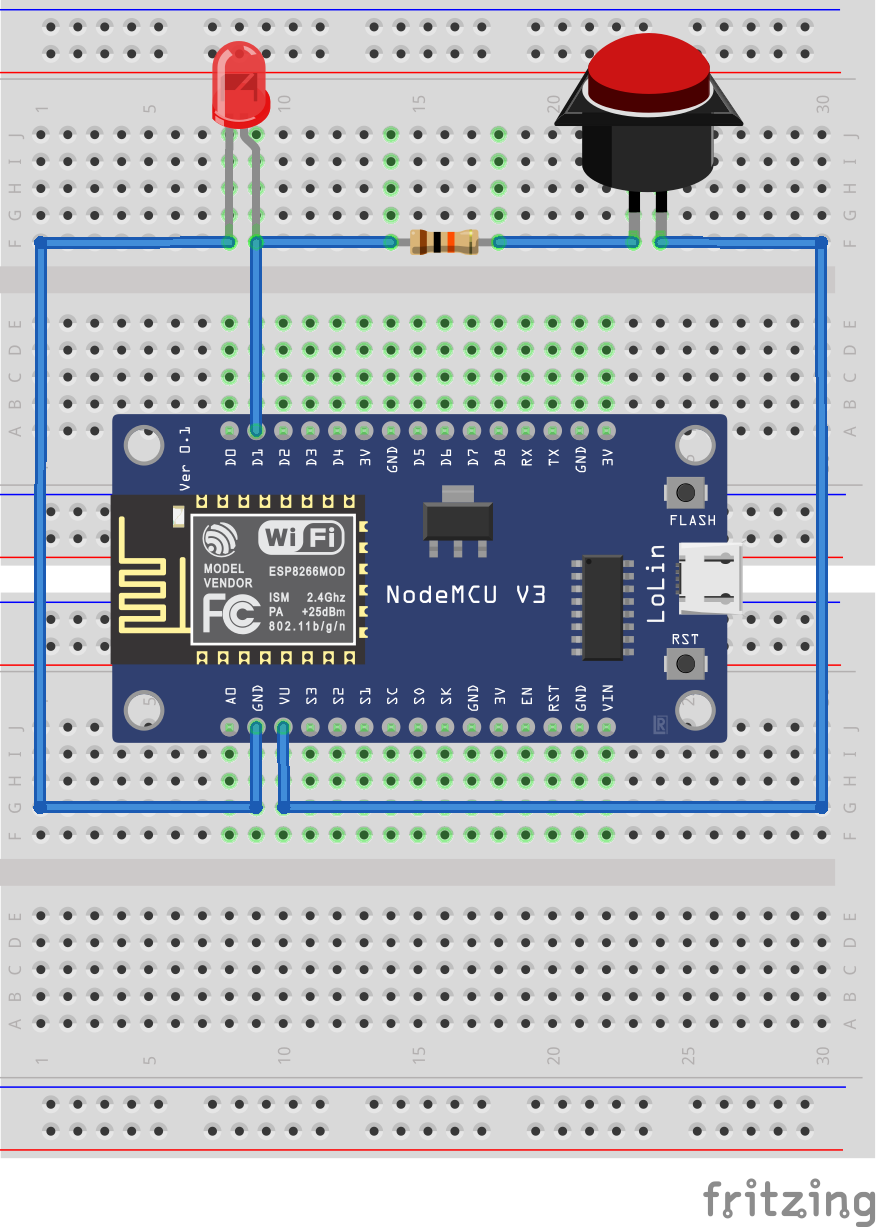 1 5 10 15 20 30
J J
I I
H H
G G
F F
E E
D D
C C
B B
A A
Ver 0.1
D0 D1 D2 D3 D4 3V GND D5 D6 D7 D8 RX TX GND 3V
FLASH
WiFi
MODEL
VENDOR
ESP8266MOD
FC
ISM 2.4Ghz
PA +25dBm
802.11b/g/n
NodeMCU V3
LoLin
RST
A0 GND VU S3 S2 S1 SC S0 SK GND 3V EN RST GND VIN
J J
I I
H H
G G
F F
E E
D D
C C
B B
A A
1 5 10 15 20 25 30
fritzing